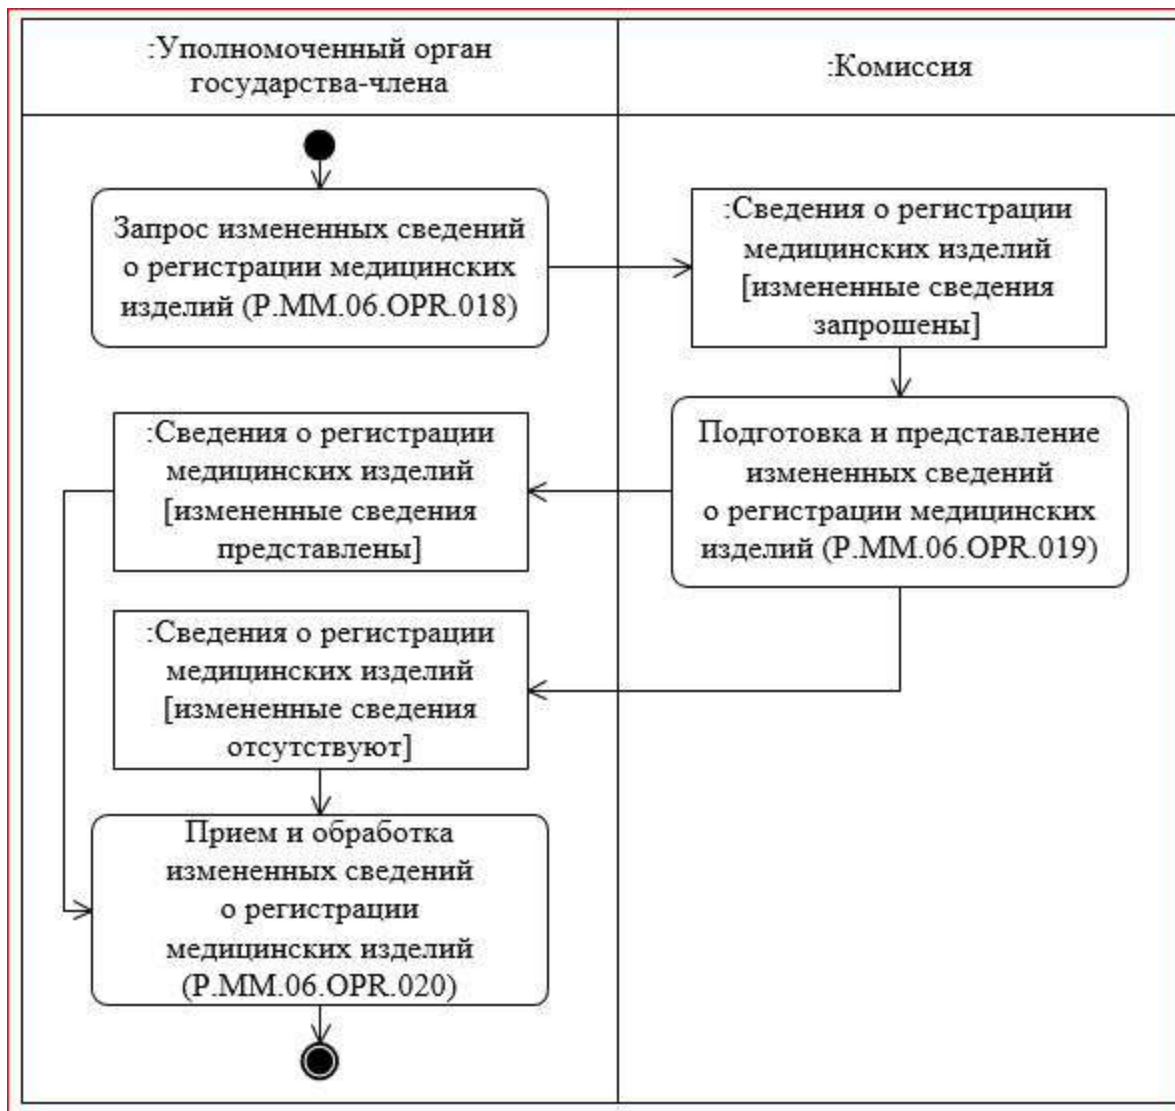 :Уполномоченный орган
государства-члена
:Комиссия
Запрос измененных сведений
о регистрации медицинских
изделий (P.MM.06.OPR.018)
:Сведения о регистрации
медицинских изделий
[измененные сведения
запрошены]
Подготовка и представление
измененных сведений
о регистрации медицинских
изделий (P.MM.06.OPR.019)
:Сведения о регистрации
медицинских изделий
[измененные сведения
представлены]
:Сведения о регистрации
медицинских изделий
[измененные сведения
отсутствуют]
Прием и обработка
измененных сведений
о регистрации
медицинских изделий
(P.MM.06.OPR.020)